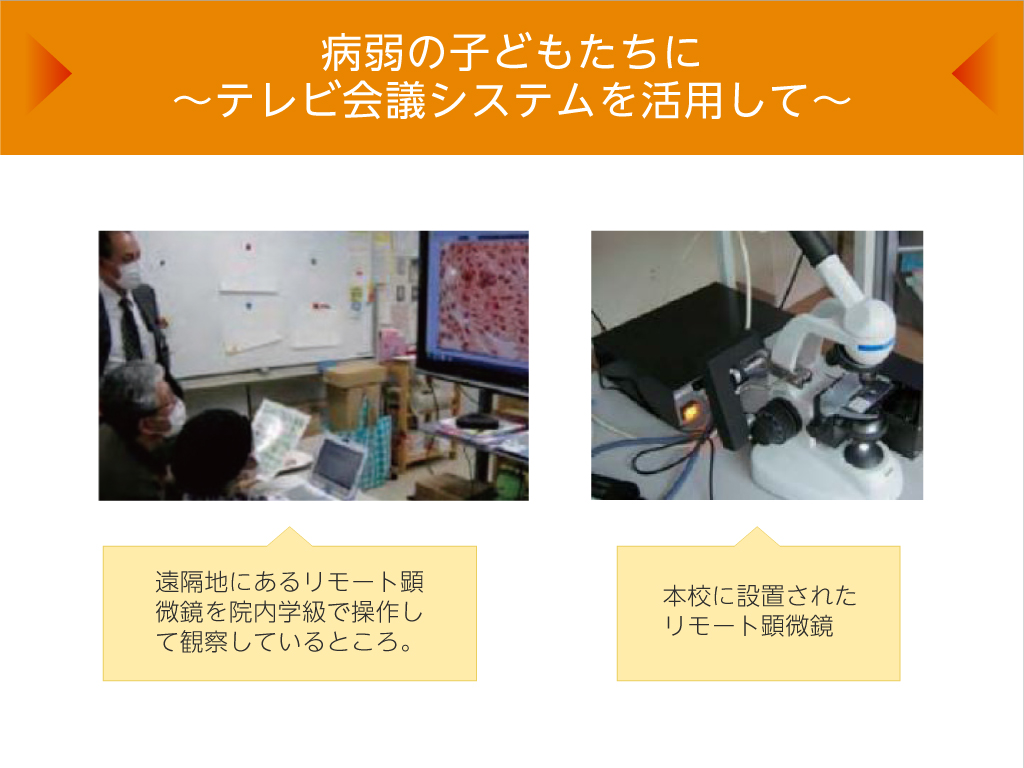 病弱の子どもたちに
～テレビ会議システムを活用して～
遠隔地にあるリモート顕
微鏡を院内学級で操作し
て観察しているところ。
本校に設置された
リモート顕微鏡